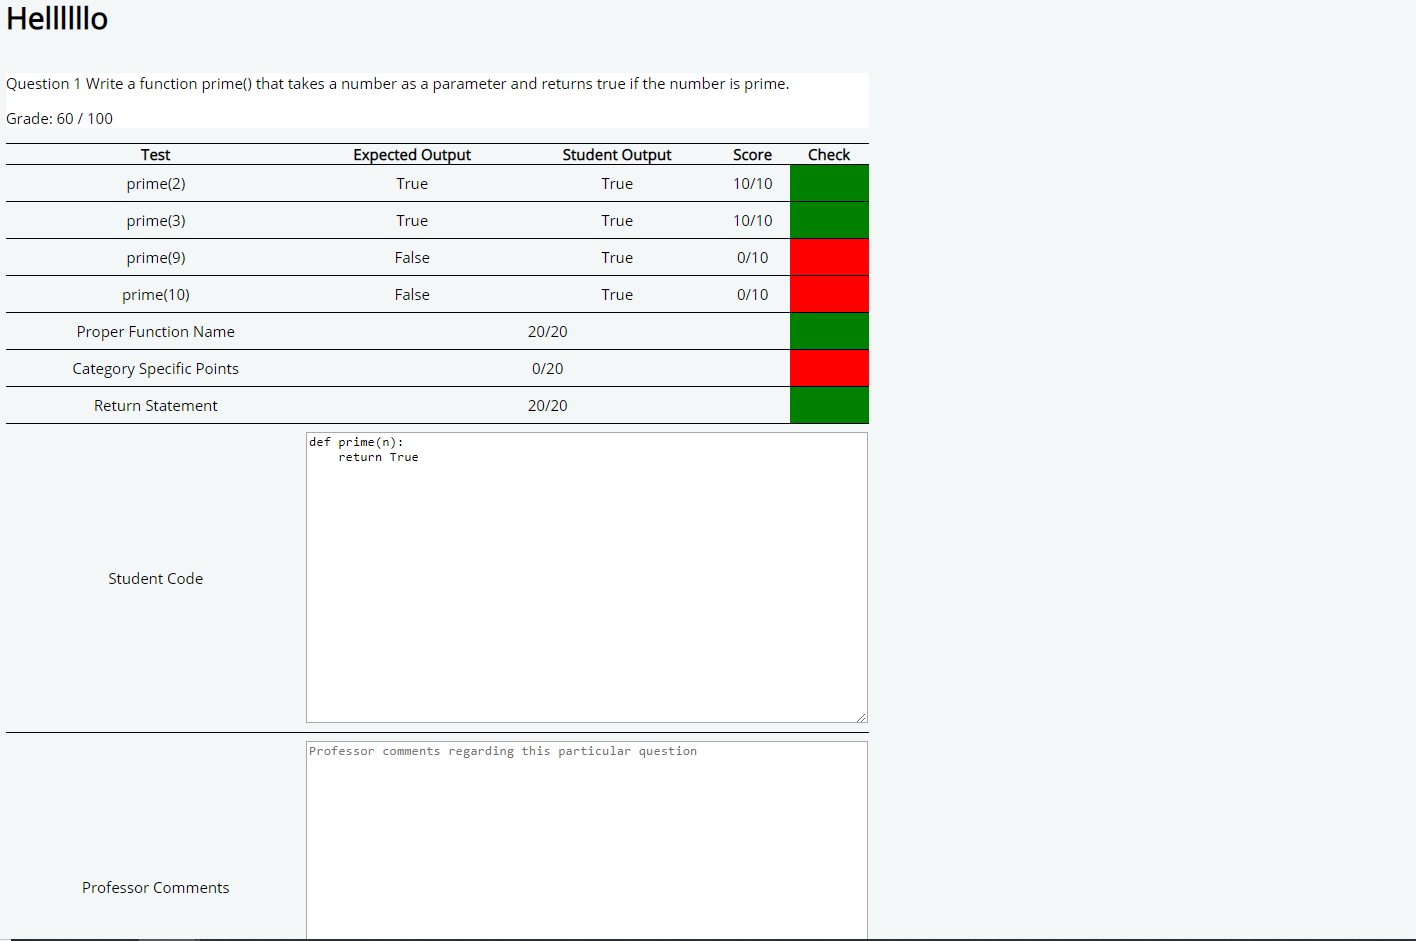 Hellllllo
Question 1 Write a function prime() that takes a number as a parameter and returns true if the number is prime.
Grade: 60 / 100
Test Expected Output Student Output Score Check
prime(2) True True 10/10
prime(3) True True 10/10
prime(9) False True 0/10
prime(10) False True 0/10
Proper Function Name 20/20
Category Specific Points 0/20
Return Statement 20/20
def prime(n):
    return True
Student Code
Professor comments regarding this particular question
Professor Comments